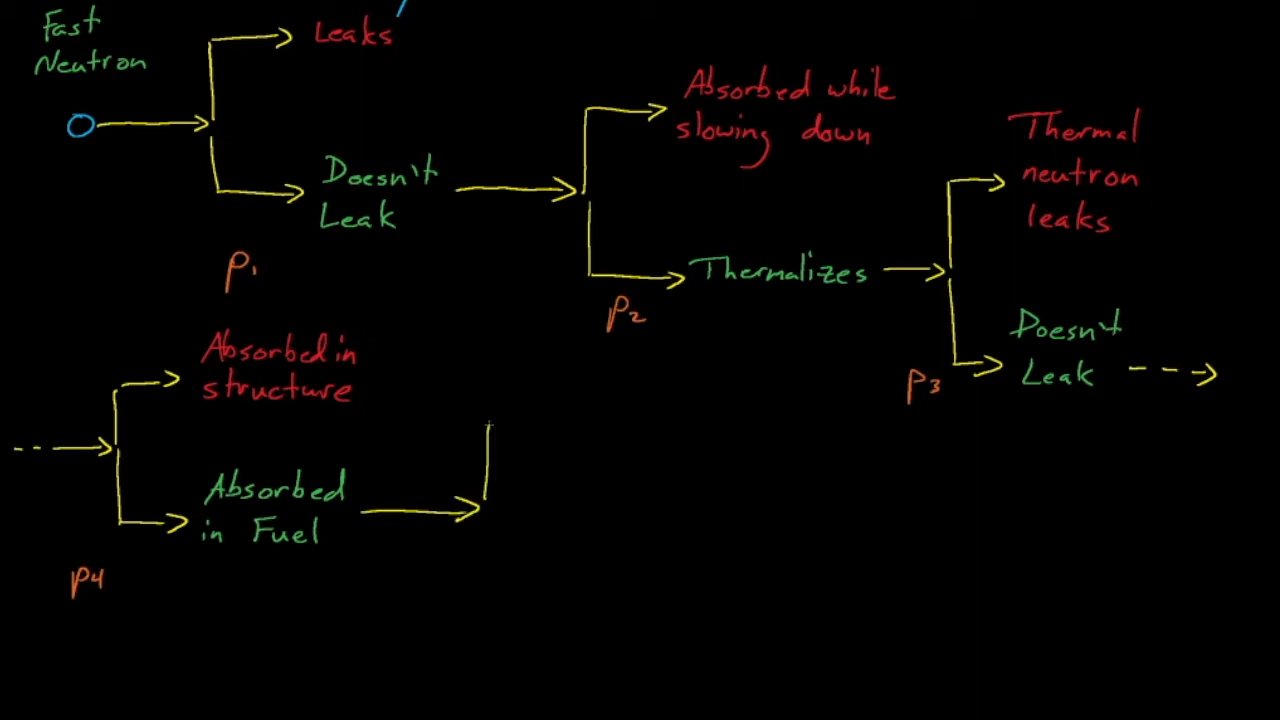 Fast
Neutron
Leaks
Doesn't
Leak
p1
Absorbed while
slowing down
Thermalizes
p2
Thermal
neutron
leaks
Doesn't
Leak
p3
Absorbed in
structure
Absorbed
in Fuel
p4